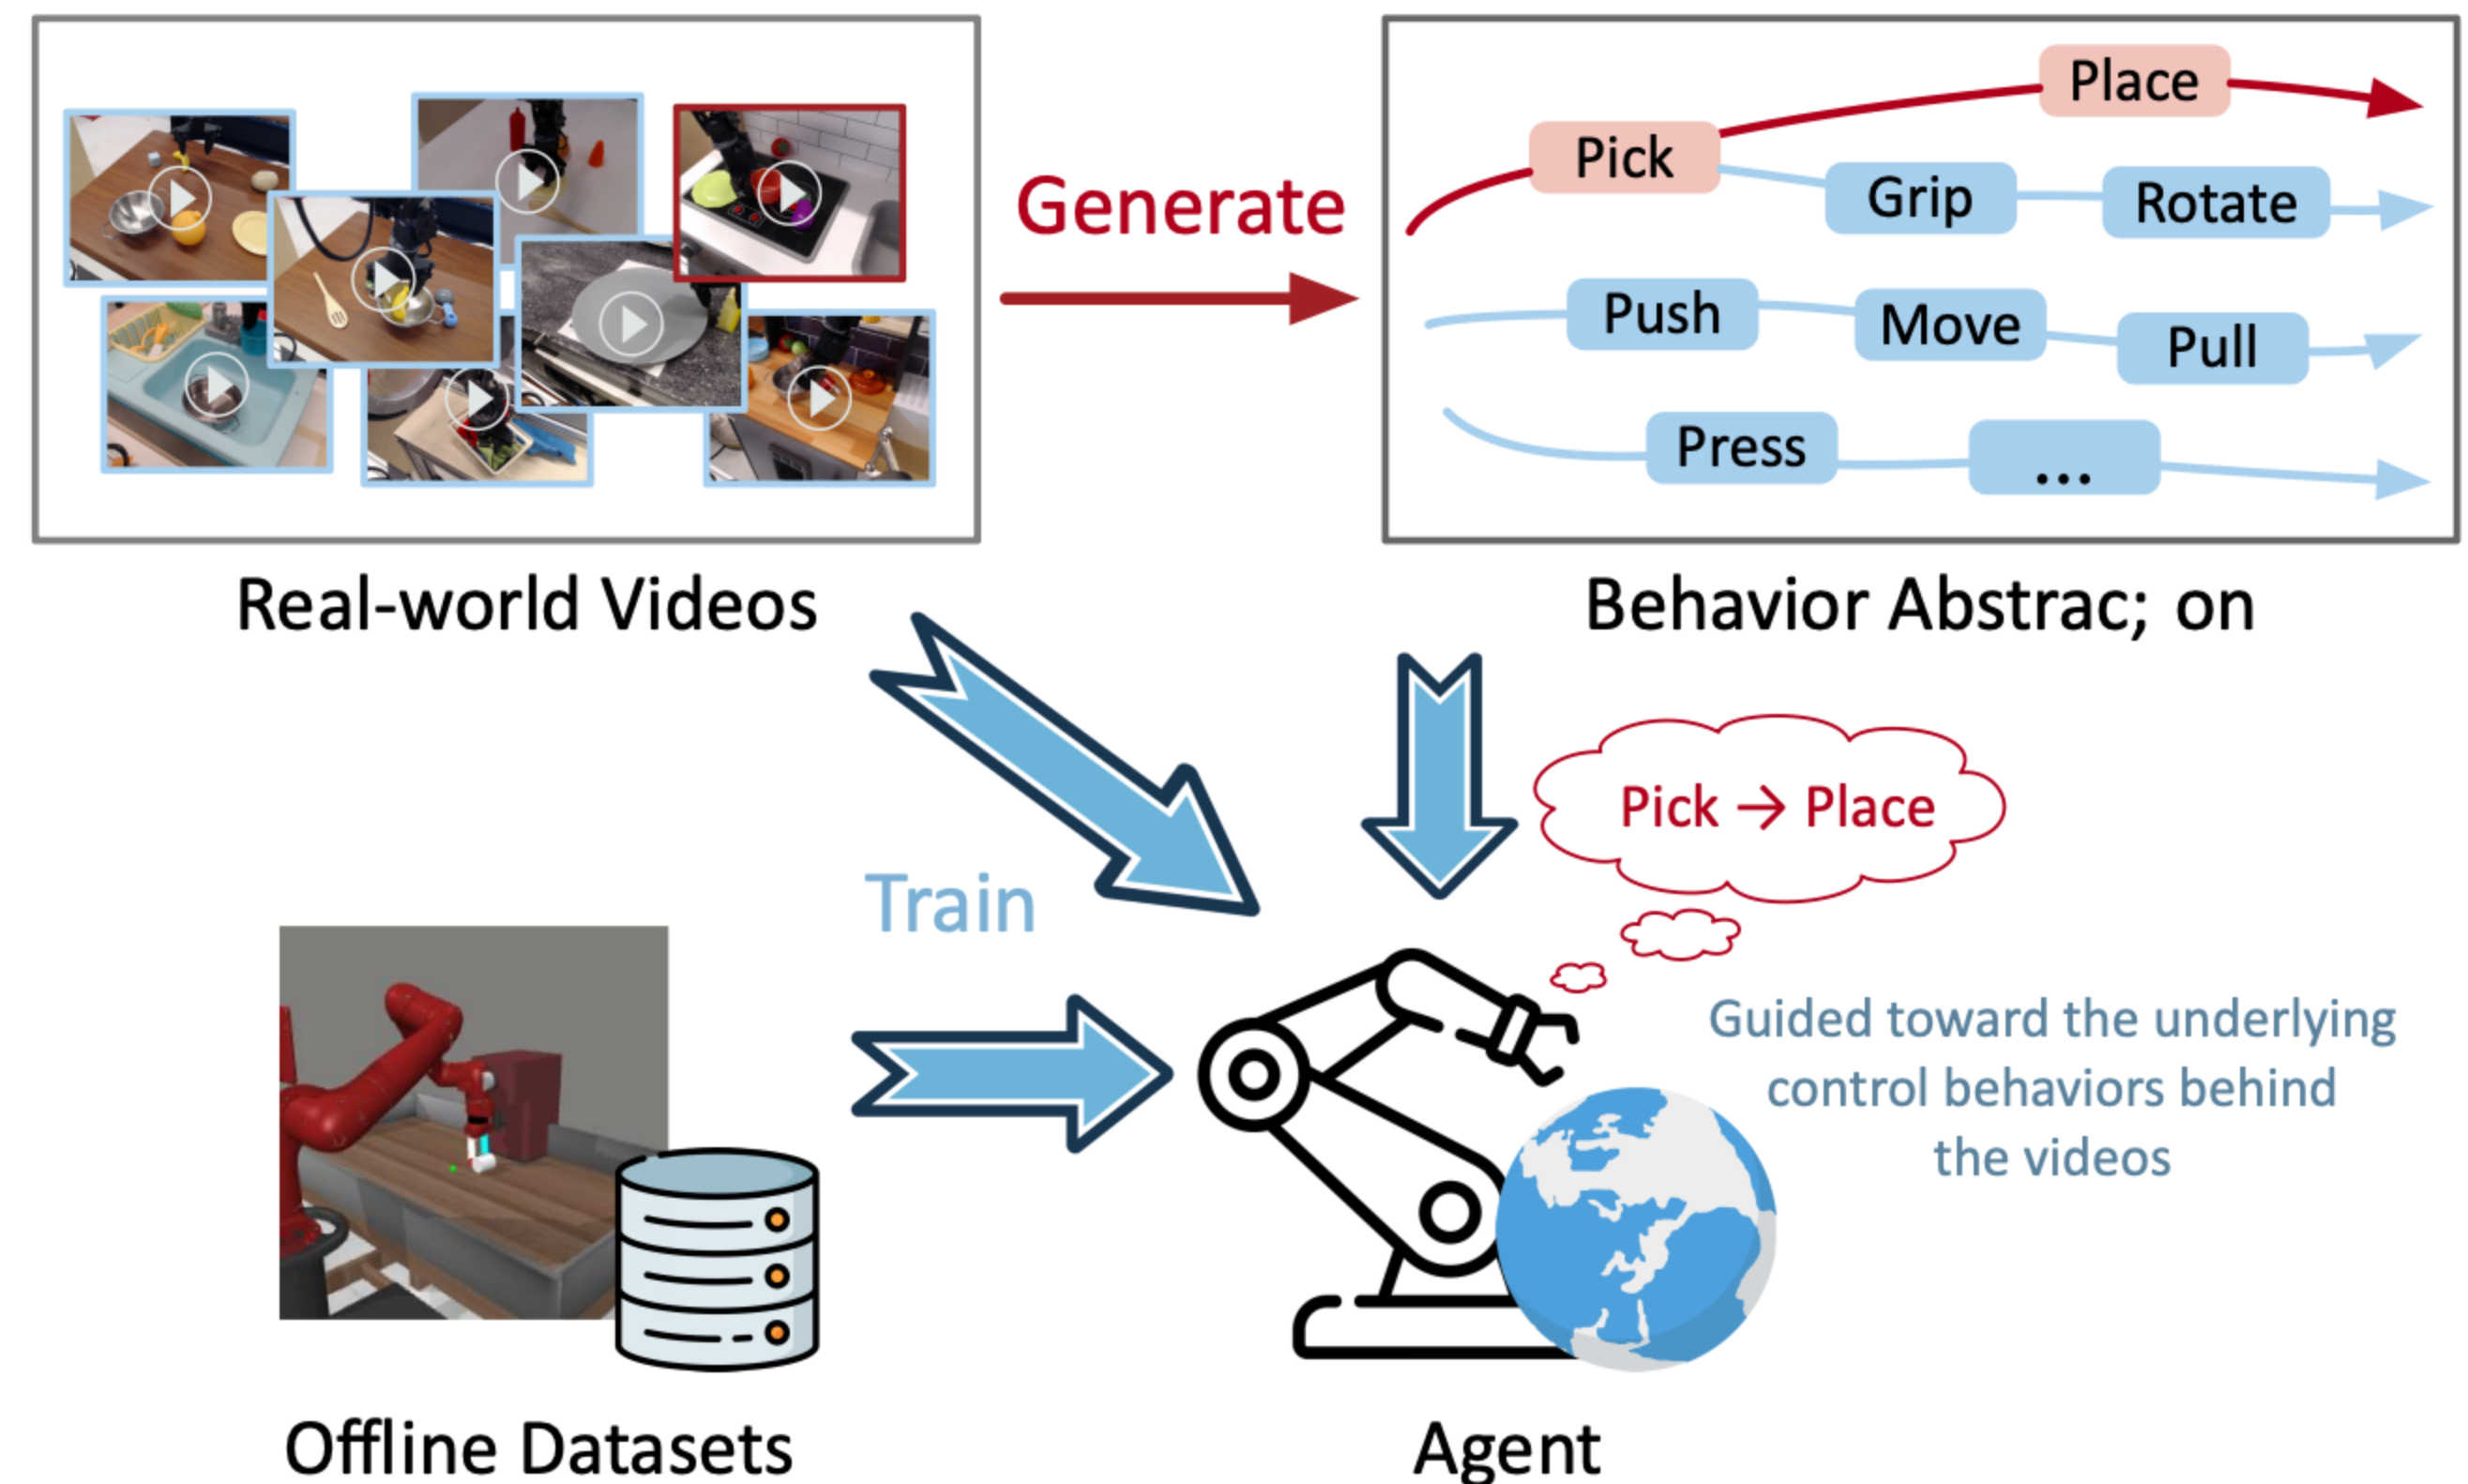 Generate
Pick
Place
Grip
Rotate
Push
Move
Pull
Press
...
Real-world Videos
Behavior Abstrac; on
Train
Pick → Place
Guided toward the underlying
control behaviors behind
the videos
Offline Datasets
Agent